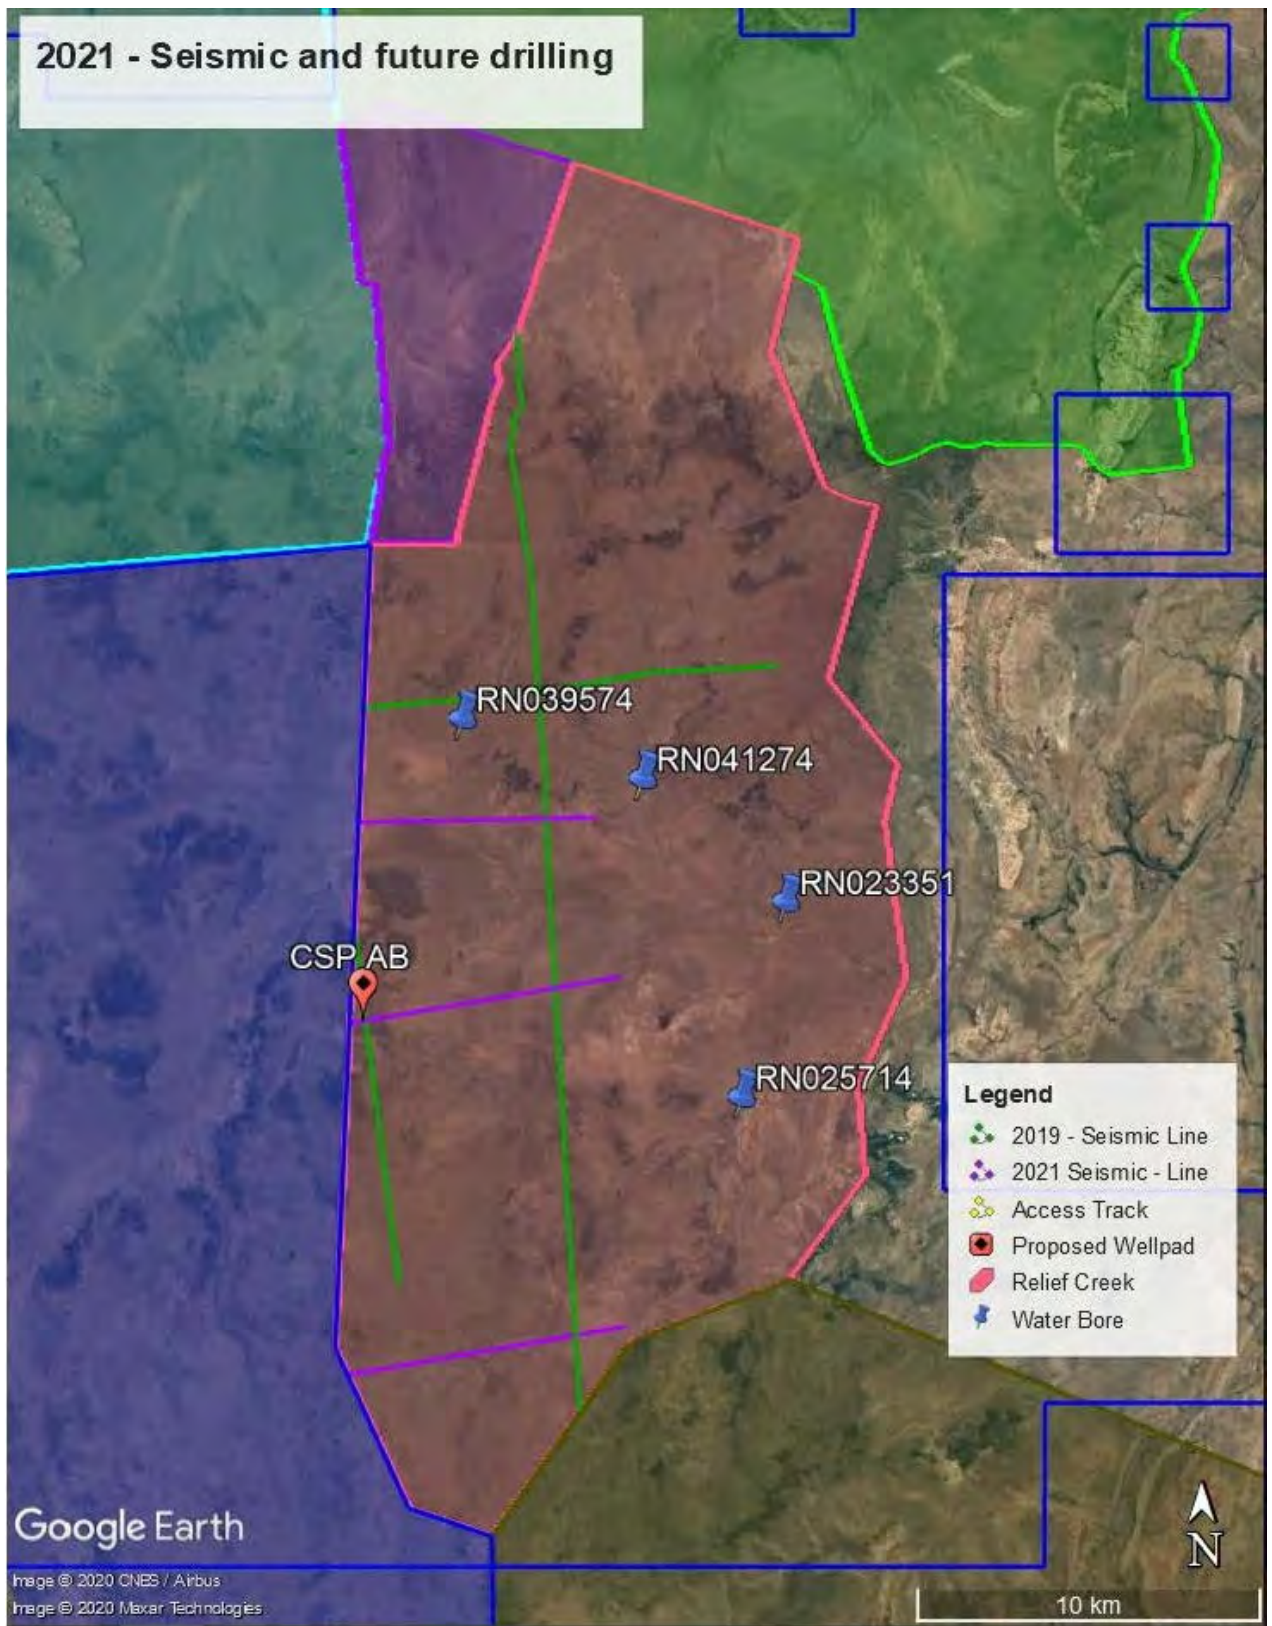 2021 - Seismic and future drilling
RN039574
RN041274
RN023351
CSP AB
RN025714
Legend
2019 - Seismic Line
2021 Seismic - Line
Access Track
Proposed Wellpad
Relief Creek
Water Bore
Google Earth
N
Image © 2020 CNES / Airbus
Image © 2020 Maxar Technologies
10 km